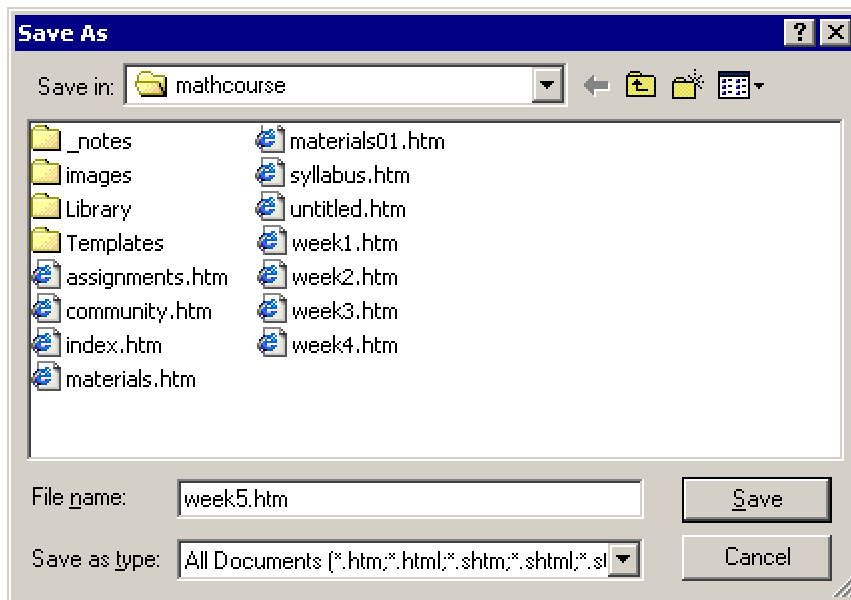 Save As
Save in: mathcourse
_notes
images
Library
Templates
assignments.htm
community.htm
index.htm
materials.htm
materials01.htm
syllabus.htm
untitled.htm
week1.htm
week2.htm
week3.htm
week4.htm
File name: week5.htm Save
Save as type: All Documents (*.htm;*.html;*.shtm;*.shtml;*.sl Cancel